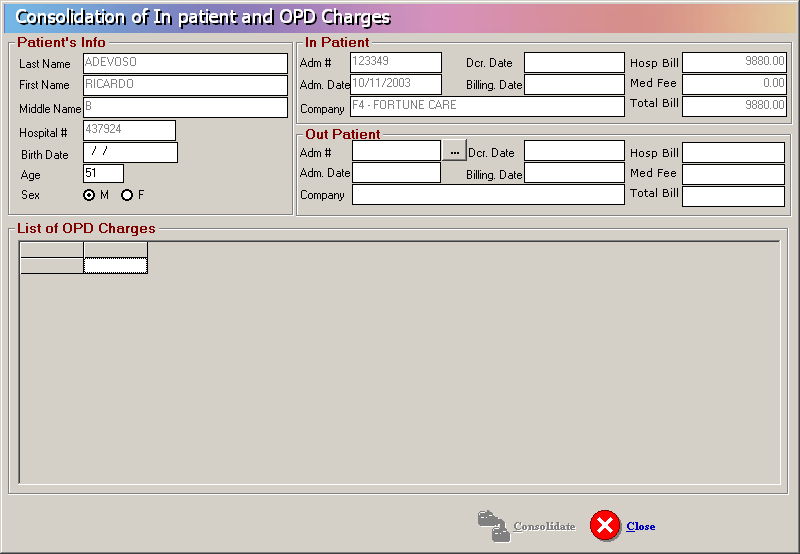 Consolidation of In patient and OPD Charges
Patient's Info
Last Name ADEVOSO
First Name RICARDO
Middle Name B
Hospital # 437924
Birth Date / /
Age 51
Sex M F
In Patient
Adm # 123349 Dcr. Date Hosp Bill 9880.00
Adm. Date 10/11/2003 Billing. Date Med Fee 0.00
Company F4 - FORTUNE CARE Total Bill 9880.00
Out Patient
Adm # ... Dcr. Date Hosp Bill
Adm. Date Billing. Date Med Fee
Company Total Bill
List of OPD Charges
Consolidate Close